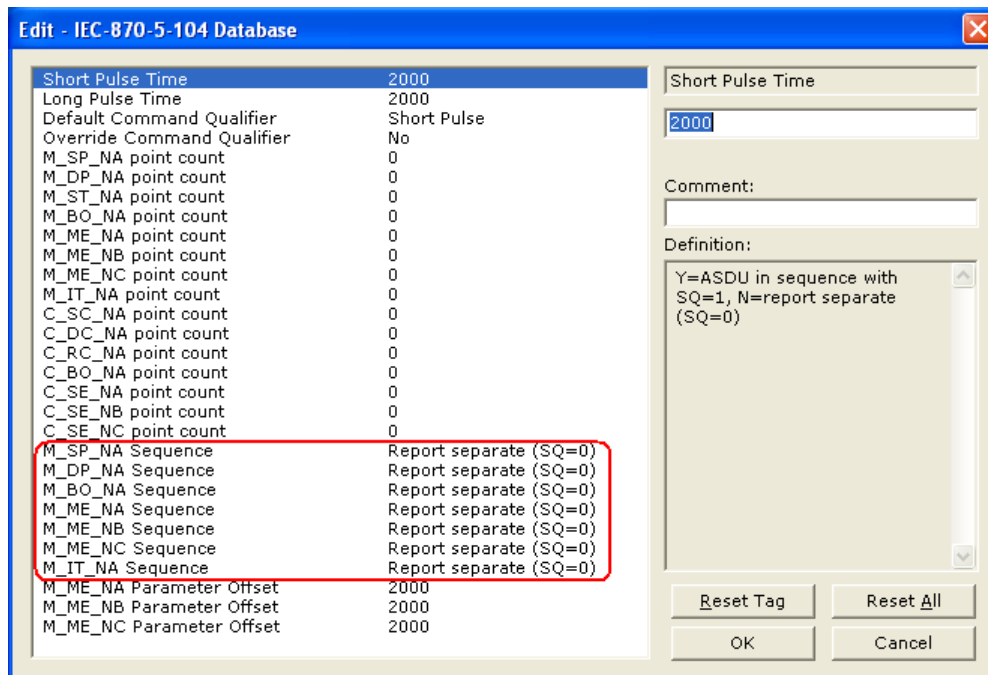 Edit - IEC-870-5-104 Database
Short Pulse Time 2000
Long Pulse Time 2000
Default Command Qualifier Short Pulse
Override Command Qualifier No
M_SP_NA point count 0
M_DP_NA point count 0
M_ST_NA point count 0
M_BO_NA point count 0
M_ME_NA point count 0
M_ME_NB point count 0
M_ME_NC point count 0
M_IT_NA point count 0
C_SC_NA point count 0
C_DC_NA point count 0
C_RC_NA point count 0
C_BO_NA point count 0
C_SE_NA point count 0
C_SE_NB point count 0
C_SE_NC point count 0
M_SP_NA Sequence Report separate (SQ=0)
M_DP_NA Sequence Report separate (SQ=0)
M_BO_NA Sequence Report separate (SQ=0)
M_ME_NA Sequence Report separate (SQ=0)
M_ME_NB Sequence Report separate (SQ=0)
M_ME_NC Sequence Report separate (SQ=0)
M_IT_NA Sequence Report separate (SQ=0)
M_ME_NA Parameter Offset 2000
M_ME_NB Parameter Offset 2000
M_ME_NC Parameter Offset 2000
Short Pulse Time
2000
Comment:
Definition:
Y=ASDU in sequence with
SQ=1, N=report separate
(SQ=0)
Reset Tag Reset All
OK Cancel